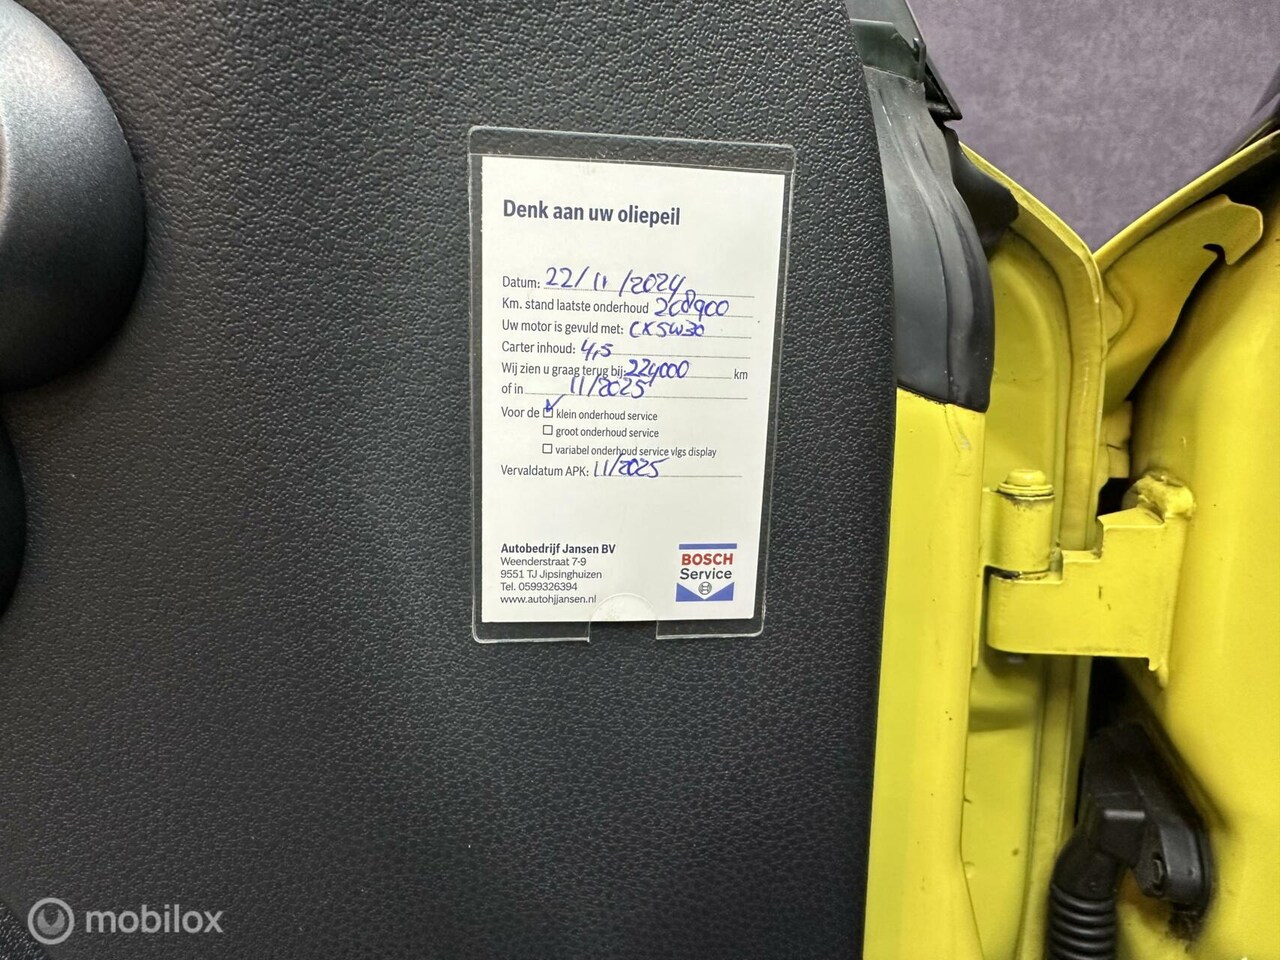 Denk aan uw oliepeil
Datum: 22/11/2024
Km. stand laatste onderhoud 208900
Uw motor is gevuld met: CX5W30
Carter inhoud: 4,5
Wij zien u graag terug bij: 224000 km
of in 11/2025
Voor de klein onderhoud service
groot onderhoud service
variabel onderhoud service vlgs display
Vervaldatum APK: 11/2025
Autobedrijf Jansen BV
Weenderstraat 7-9
9551 TJ Jipsinghuizen
Tel. 0599326394
www.autohjjansen.nl
BOSCH
Service
mobilox